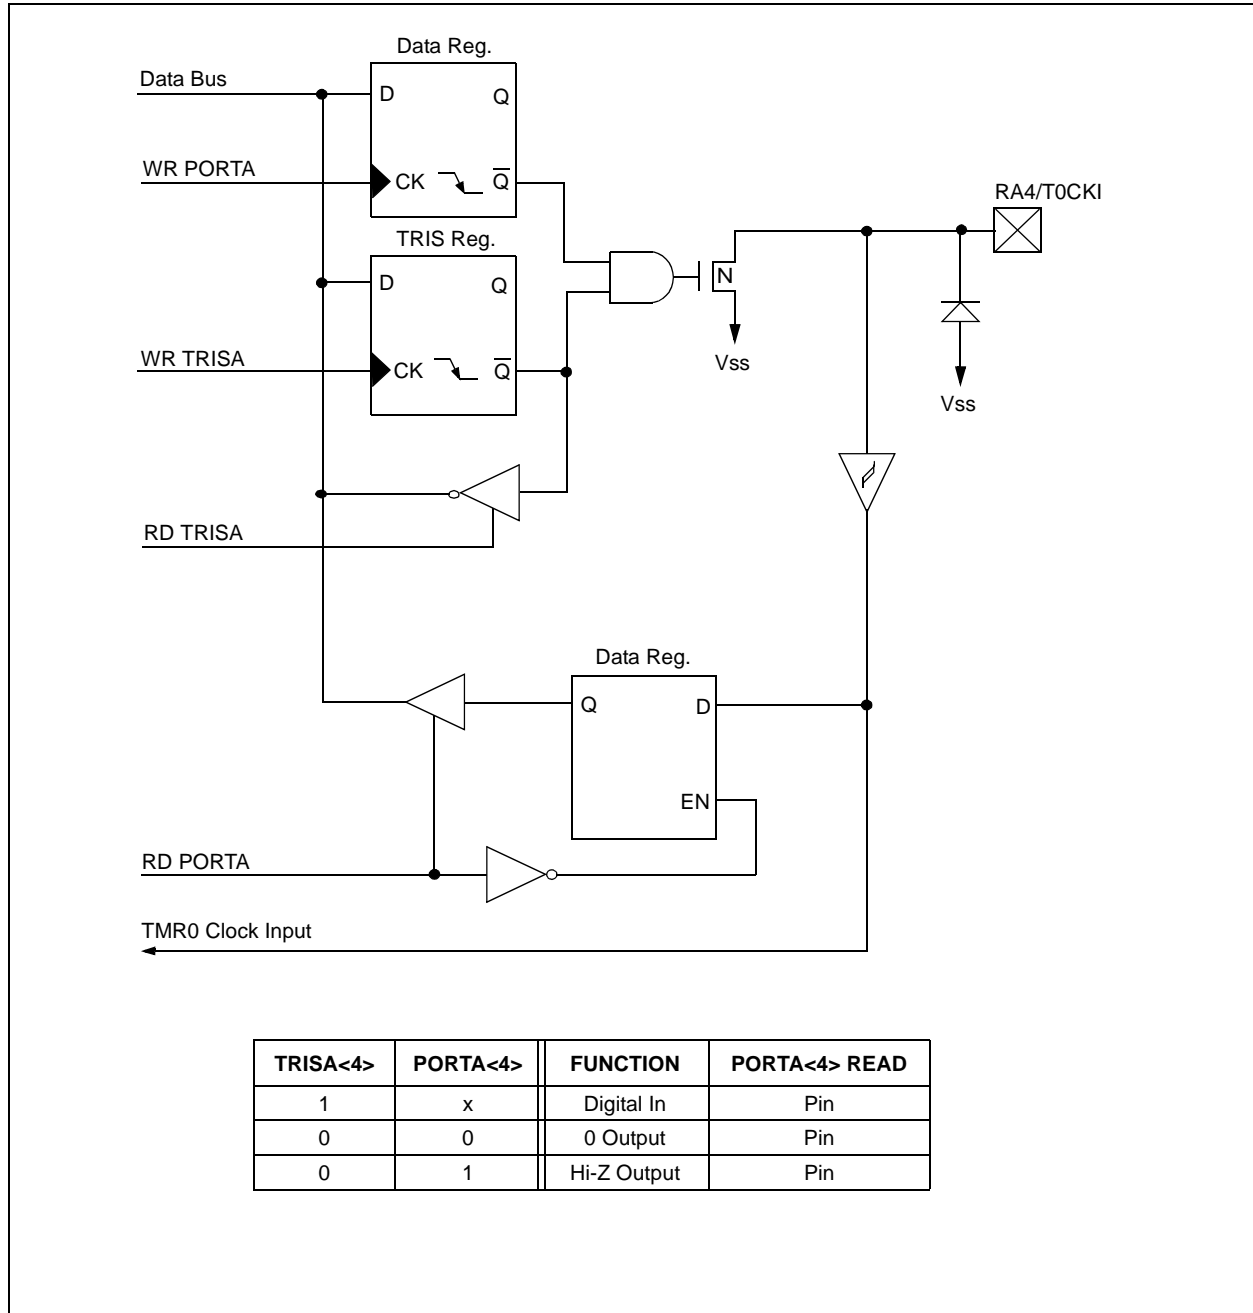 Data Reg.
Data Bus
D
Q
WR PORTA
CK
Q̅
RA4/T0CKI
TRIS Reg.
D
Q
N
WR TRISA
CK
Q̅
Vss
Vss
RD TRISA
Data Reg.
Q
D
EN
RD PORTA
TMR0 Clock Input
TRISA<4> PORTA<4> FUNCTION PORTA<4> READ
1 x Digital In Pin
0 0 0 Output Pin
0 1 Hi-Z Output Pin